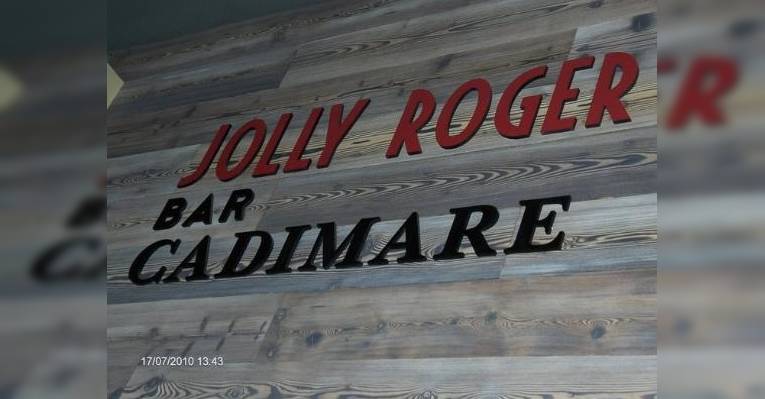 JOLLY ROGER
BAR
CADIMARE
17/07/2010 13:43